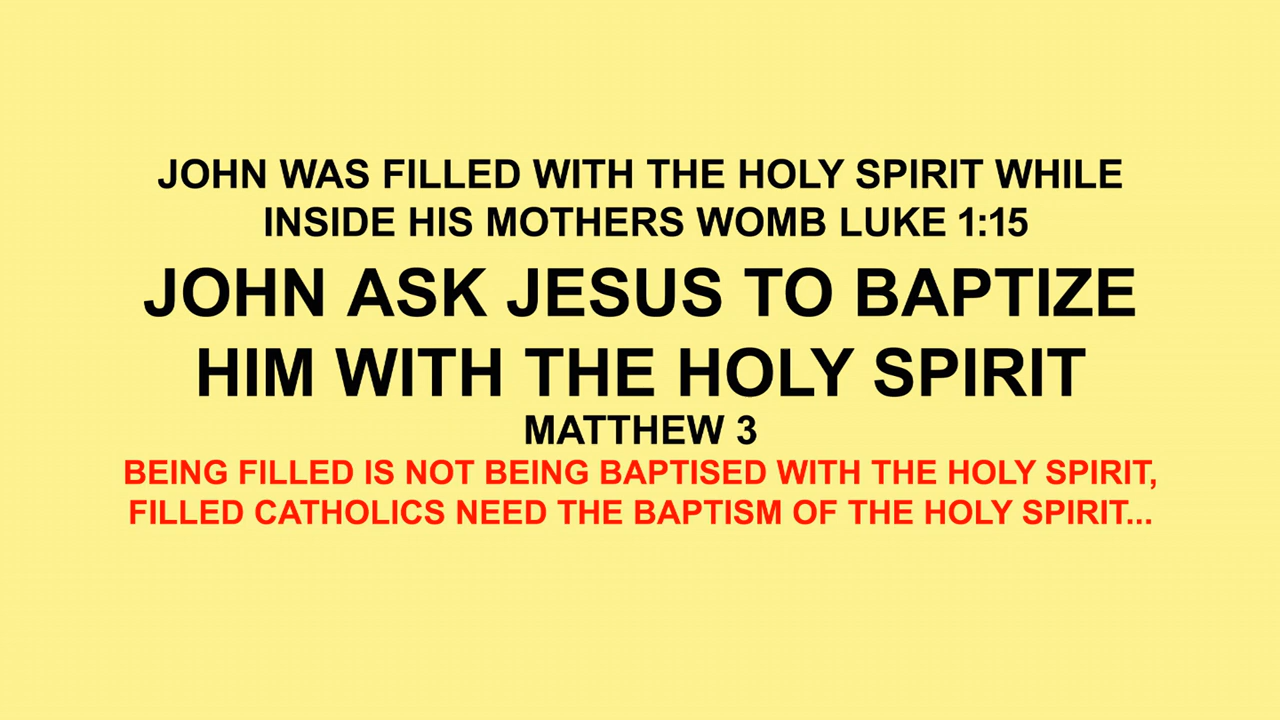 JOHN WAS FILLED WITH THE HOLY SPIRIT WHILE
INSIDE HIS MOTHERS WOMB LUKE 1:15
JOHN ASK JESUS TO BAPTIZE
HIM WITH THE HOLY SPIRIT
MATTHEW 3
BEING FILLED IS NOT BEING BAPTISED WITH THE HOLY SPIRIT,
FILLED CATHOLICS NEED THE BAPTISM OF THE HOLY SPIRIT...